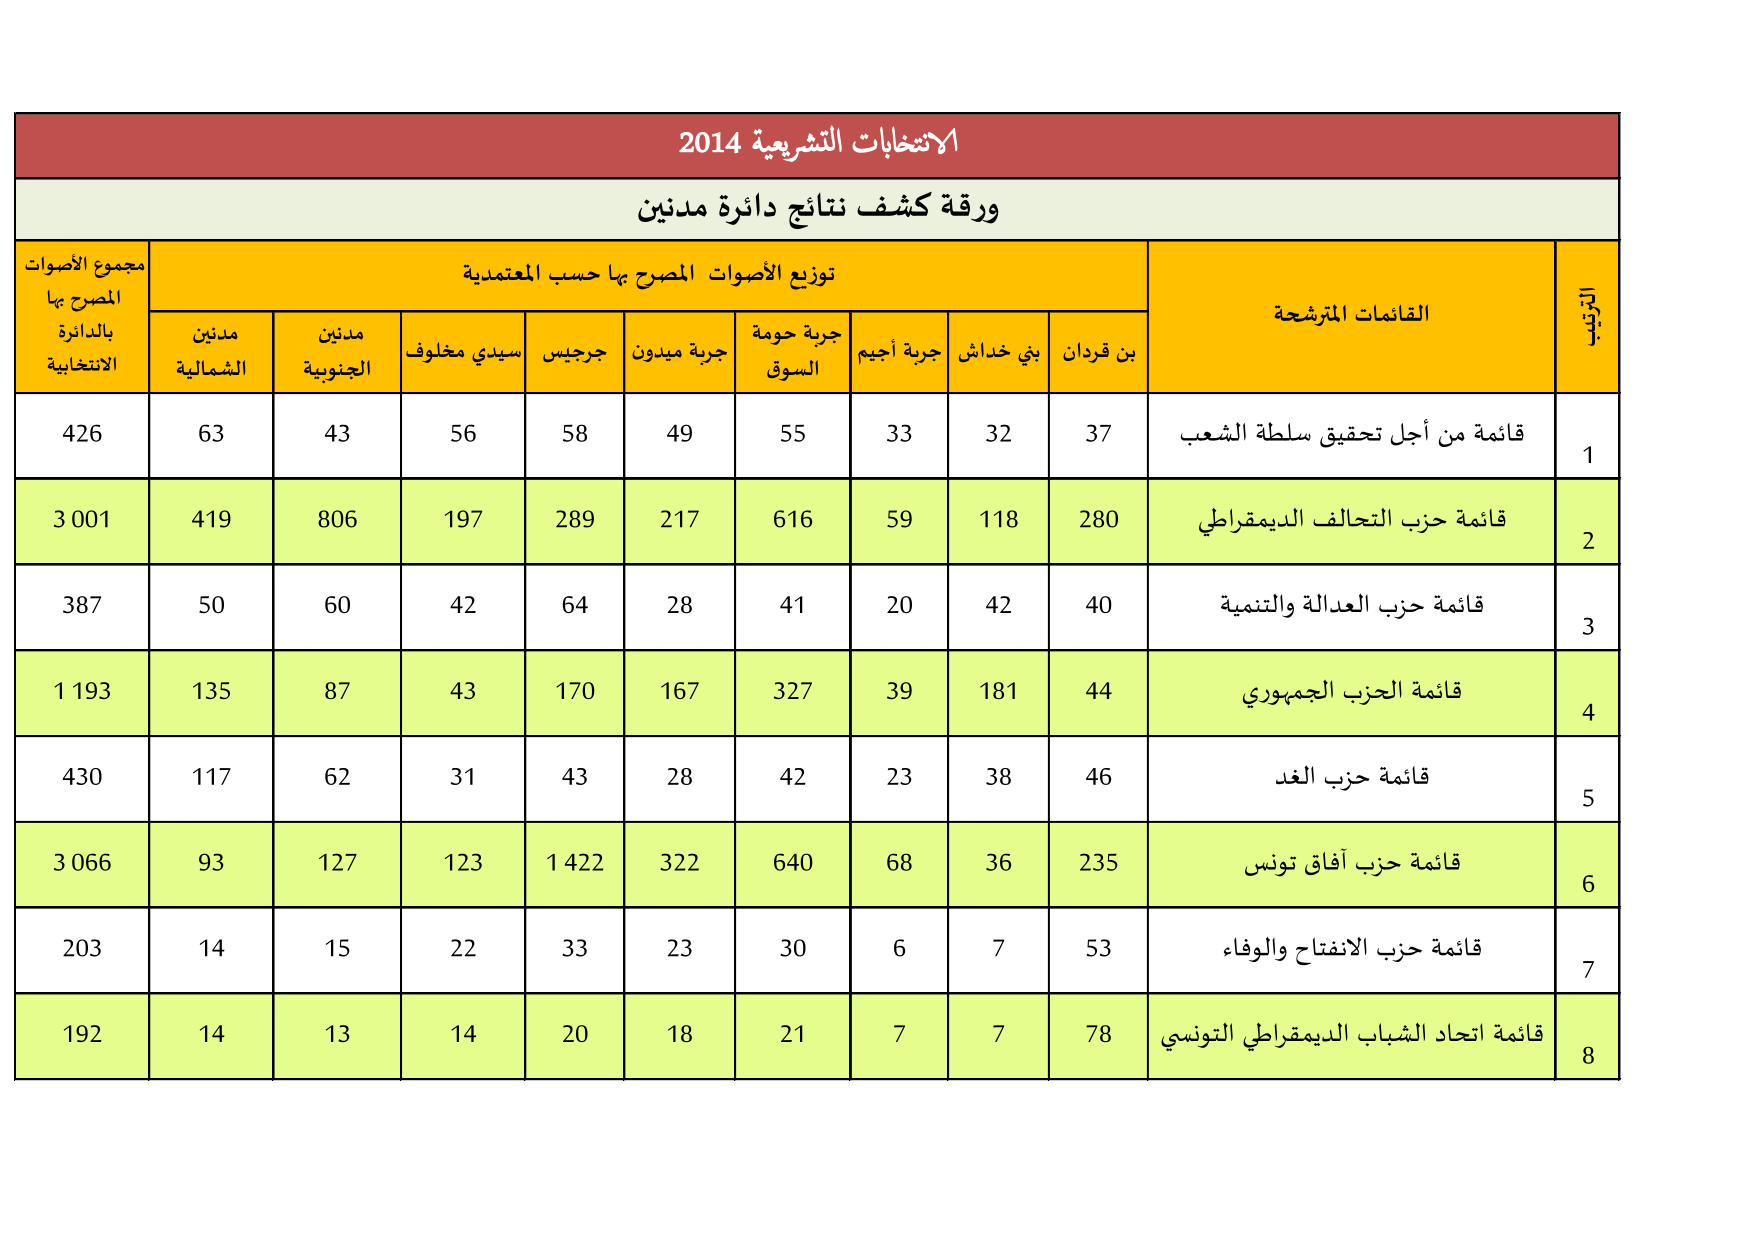 الانتخابات التشريعية 2014
ورقة كشف نتائج دائرة مدنين
الترتيب
القائمات المترشحة
توزيع الأصوات المصرح بها حسب المعتمدية
مجموع الأصوات
المصرح بها
بالدائرة
الانتخابية
بن قردان
بني خداش
جربة أجيم
جربة حومة
السوق
جربة ميدون
جرجيس
سيدي مخلوف
مدنين
الجنوبية
مدنين
الشمالية
1 قائمة من أجل تحقيق سلطة الشعب 37 32 33 55 49 58 56 43 63 426
2 قائمة حزب التحالف الديمقراطي 280 118 59 616 217 289 197 806 419 3 001
3 قائمة حزب العدالة والتنمية 40 42 20 41 28 64 42 60 50 387
4 قائمة الحزب الجمهوري 44 181 39 327 167 170 43 87 135 1 193
5 قائمة حزب الغد 46 38 23 42 28 43 31 62 117 430
6 قائمة حزب آفاق تونس 235 36 68 640 322 1 422 123 127 93 3 066
7 قائمة حزب الانفتاح والوفاء 53 7 6 30 23 33 22 15 14 203
8 قائمة اتحاد الشباب الديمقراطي التونسي 78 7 7 21 18 20 14 13 14 192